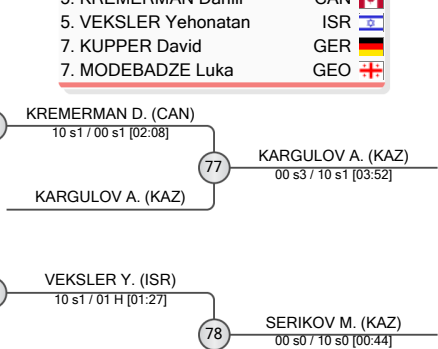 5. VEKSLER Yehonatan ISR
7. KUPPER David GER
7. MODEBADZE Luka GEO
KREMERMAN D. (CAN)
10 s1 / 00 s1 [02:08]
77
KARGULOV A. (KAZ)
00 s3 / 10 s1 [03:52]
KARGULOV A. (KAZ)
VEKSLER Y. (ISR)
10 s1 / 01 H [01:27]
78
SERIKOV M. (KAZ)
00 s0 / 10 s0 [00:44]